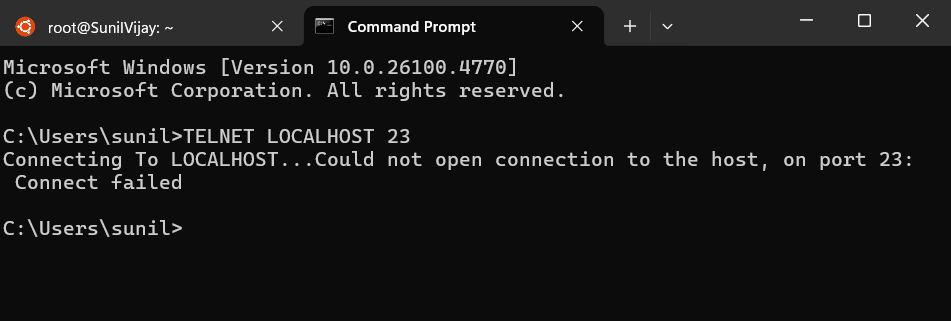 root@SunilVijay: ~
Command Prompt
Microsoft Windows [Version 10.0.26100.4770]
(c) Microsoft Corporation. All rights reserved.
C:\Users\sunil>TELNET LOCALHOST 23
Connecting To LOCALHOST...Could not open connection to the host, on port 23:
 Connect failed
C:\Users\sunil>